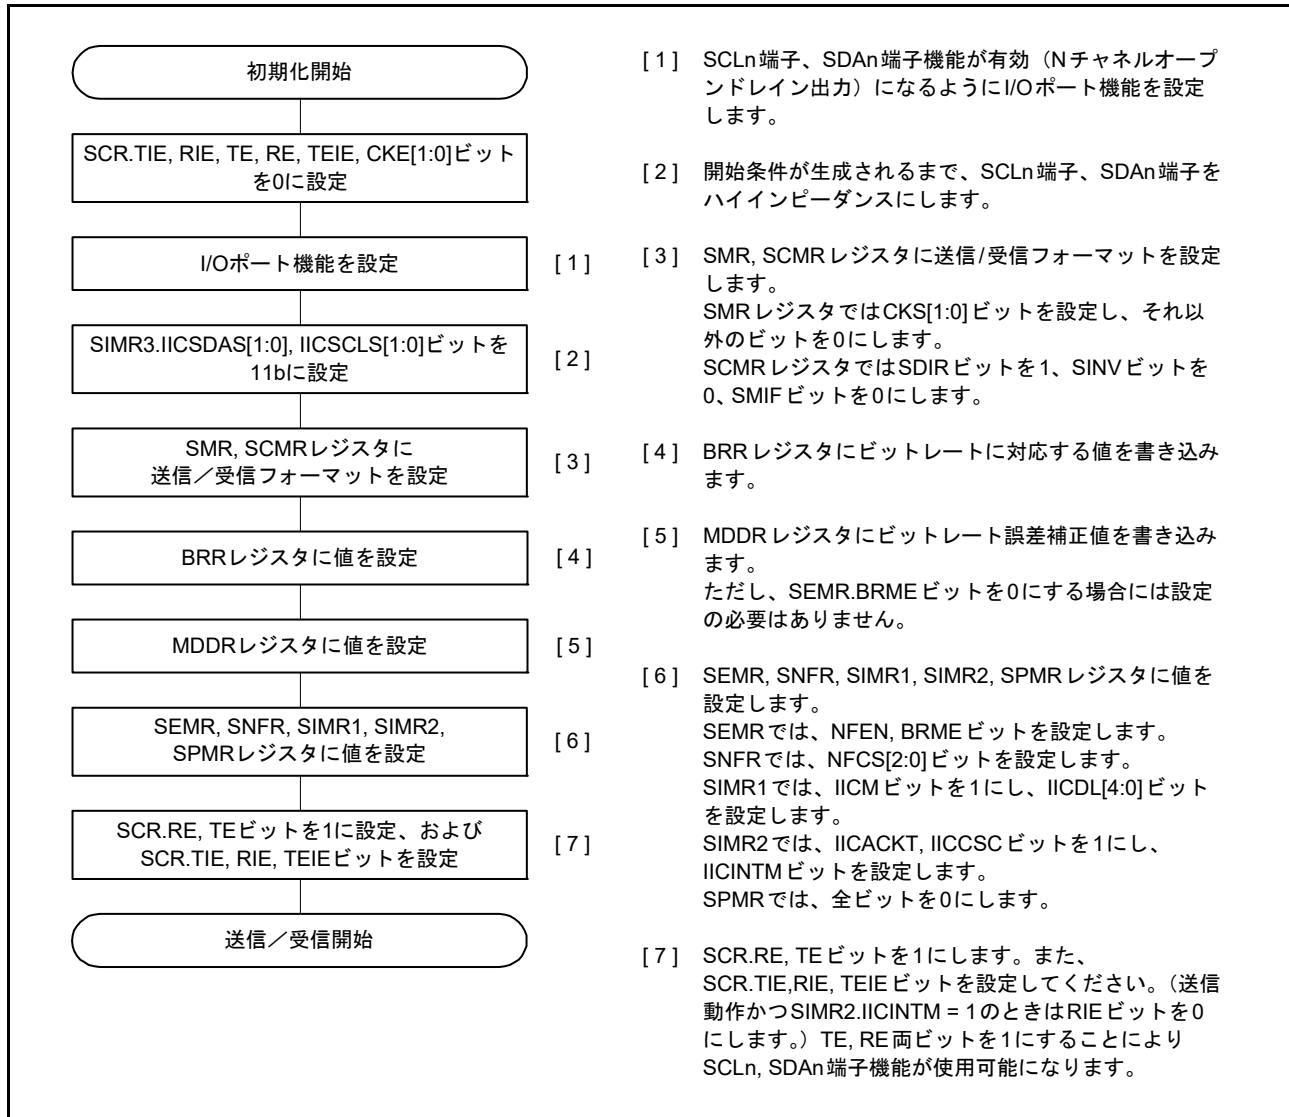 初期化開始
SCR.TIE, RIE, TE, RE, TEIE, CKE[1:0]ビット
を0に設定
I/Oポート機能を設定
[ 1 ]
SIMR3.IICSDAS[1:0], IICSCLS[1:0]ビットを
11bに設定
[ 2 ]
SMR, SCMRレジスタに
送信／受信フォーマットを設定
[ 3 ]
BRRレジスタに値を設定
[ 4 ]
MDDRレジスタに値を設定
[ 5 ]
SEMR, SNFR, SIMR1, SIMR2,
SPMRレジスタに値を設定
[ 6 ]
SCR.RE, TEビットを1に設定、および
SCR.TIE, RIE, TEIEビットを設定
[ 7 ]
送信／受信開始
[ 1 ] SCLn端子、SDAn端子機能が有効（Nチャネルオープ
ンドレイン出力）になるようにI/Oポート機能を設定
します。
[ 2 ] 開始条件が生成されるまで、SCLn端子、SDAn端子を
ハイインピーダンスにします。
[ 3 ] SMR, SCMRレジスタに送信/受信フォーマットを設定
します。
SMRレジスタではCKS[1:0]ビットを設定し、それ以
外のビットを0にします。
SCMRレジスタではSDIRビットを1、SINVビットを
0、SMIFビットを0にします。
[ 4 ] BRRレジスタにビットレートに対応する値を書き込み
ます。
[ 5 ] MDDRレジスタにビットレート誤差補正値を書き込み
ます。
ただし、SEMR.BRMEビットを0にする場合には設定
の必要はありません。
[ 6 ] SEMR, SNFR, SIMR1, SIMR2, SPMRレジスタに値を
設定します。
SEMRでは、NFEN, BRMEビットを設定します。
SNFRでは、NFCS[2:0]ビットを設定します。
SIMR1では、IICMビットを1にし、IICDL[4:0]ビット
を設定します。
SIMR2では、IICACKT, IICCSCビットを1にし、
IICINTMビットを設定します。
SPMRでは、全ビットを0にします。
[ 7 ] SCR.RE, TEビットを1にします。また、
SCR.TIE,RIE, TEIEビットを設定してください。（送信
動作かつSIMR2.IICINTM = 1のときはRIEビットを0
にします。）TE, RE両ビットを1にすることにより
SCLn, SDAn端子機能が使用可能になります。